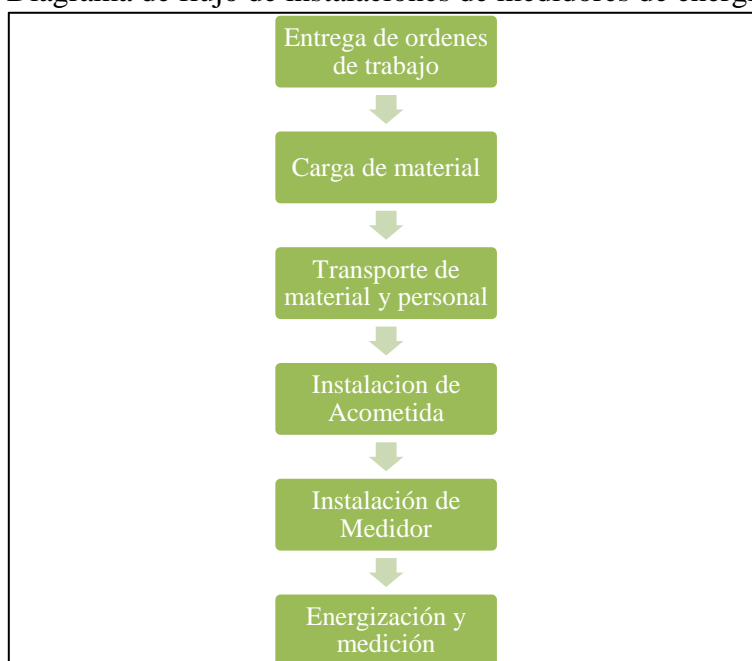 Diagrama de flujo de instalaciones de medidores de energí
Entrega de ordenes
de trabajo
Carga de material
Transporte de
material y personal
Instalacion de
Acometida
Instalación de
Medidor
Energización y
medición